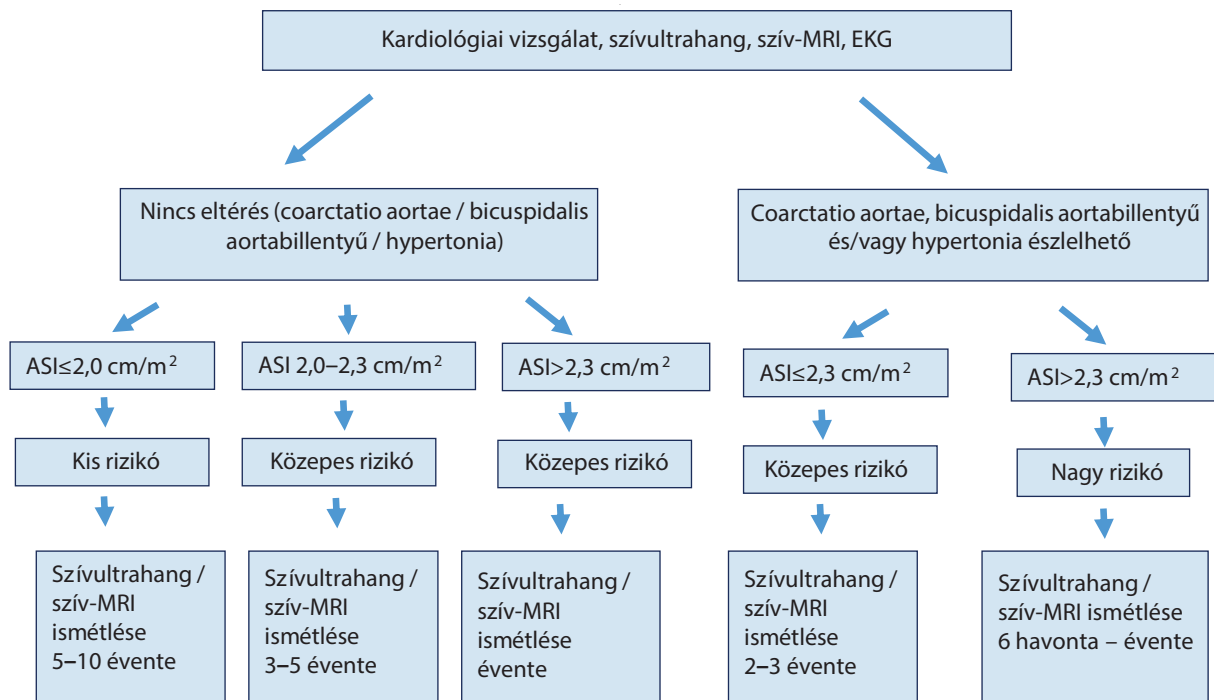 Kardiológiai vizsgálat, szívultrahang, szív-MRI, EKG
Nincs eltérés (coarctatio aortae / bicuspidalis
aortabillentyű / hypertonia)
Coarctatio aortae, bicuspidalis aortabillentyű
és/vagy hypertonia észlelhető
ASI≤2,0 cm/m²
ASI 2,0–2,3 cm/m²
ASI>2,3 cm/m²
ASI≤2,3 cm/m²
ASI>2,3 cm/m²
Kis rizikó
Közepes rizikó
Közepes rizikó
Közepes rizikó
Nagy rizikó
Szívultrahang /
szív-MRI
ismétlése
5–10 évente
Szívultrahang /
szív-MRI
ismétlése
3–5 évente
Szívultrahang /
szív-MRI
ismétlése
évente
Szívultrahang /
szív-MRI
ismétlése
2–3 évente
Szívultrahang /
szív-MRI ismétlése
6 havonta – évente